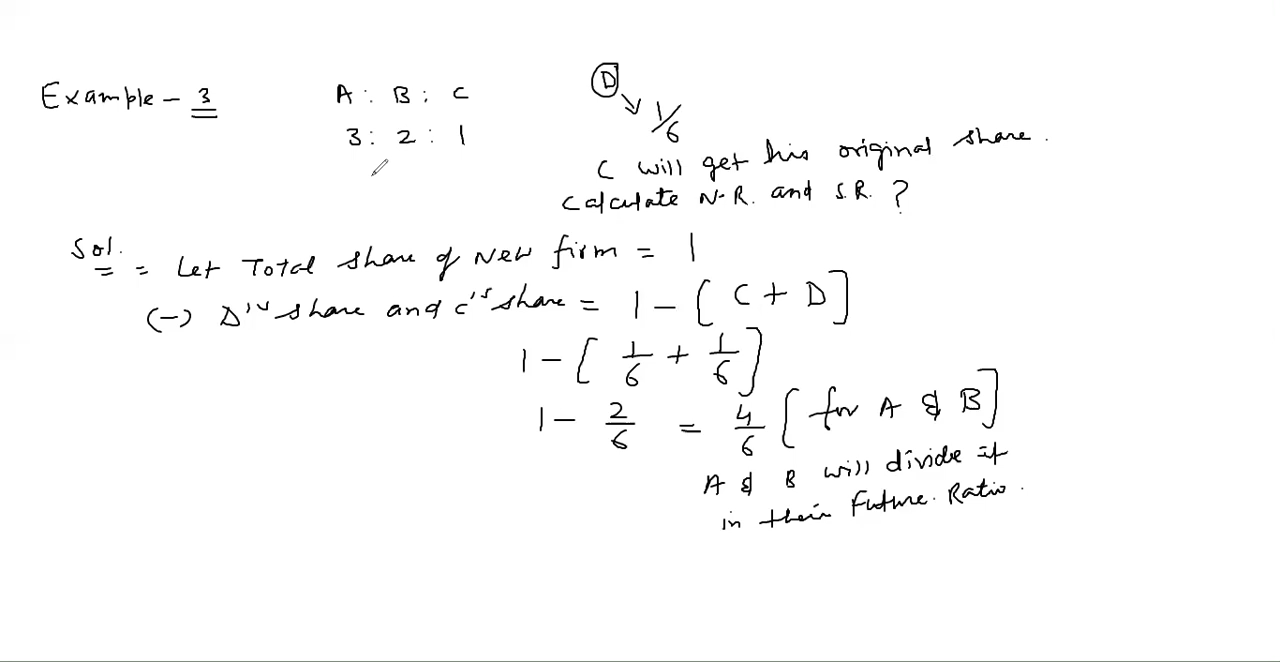 Example - 3
A : B : C
3 : 2 : 1
D
1/6
C will get his original share.
Calculate N.R. and S.R. ?
Sol.
= Let Total share of New firm = 1
(-) D's share and C's share = 1 - [ C + D ]
1 - [ 1/6 + 1/6 ]
1 - 2/6 = 4/6 [ for A & B ]
A & B will divide it
in their Future Ratio.